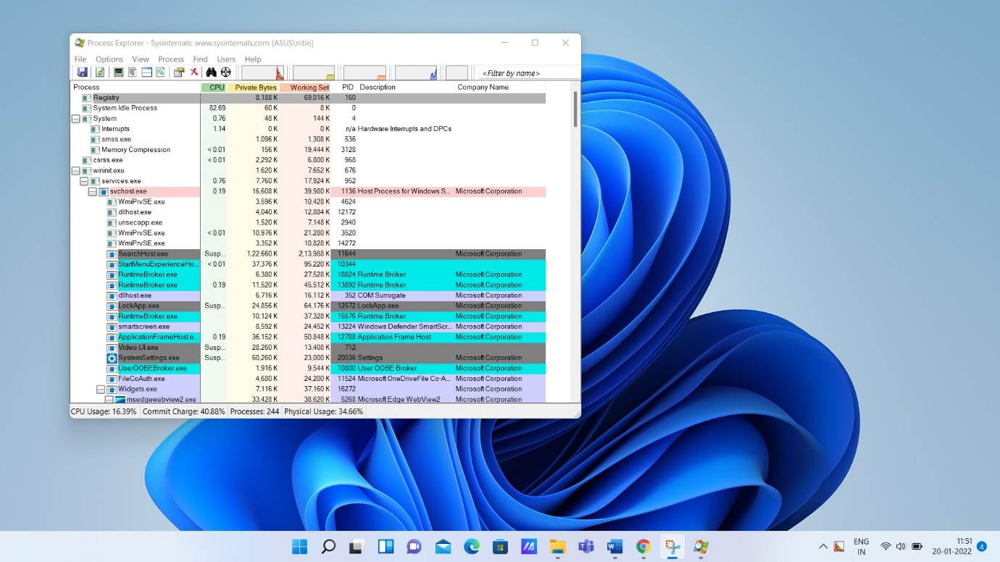 Process Explorer - Sysinternals: www.sysinternals.com [ASUS\nitin]
File Options View Process Find Users Help
<Filter by name>
Process CPU Private Bytes Working Set PID Description Company Name
Registry 8,188 K 69,016 K 160
System Idle Process 82.69 60 K 8 K 0
System 0.76 48 K 144 K 4
Interrupts 1.14 0 K 0 K n/a Hardware Interrupts and DPCs
smss.exe 1,096 K 1,308 K 536
Memory Compression < 0.01 156 K 19,444 K 3128
csrss.exe < 0.01 2,292 K 6,800 K 968
wininit.exe 1,620 K 7,652 K 676
services.exe 0.76 7,760 K 17,924 K 952
svchost.exe 0.19 16,608 K 39,980 K 1136 Host Process for Windows S... Microsoft Corporation
WmiPrvSE.exe 3,596 K 10,428 K 4624
dllhost.exe 4,040 K 12,884 K 12172
unsecapp.exe 1,520 K 7,148 K 2940
WmiPrvSE.exe < 0.01 10,976 K 21,280 K 3520
WmiPrvSE.exe 3,352 K 10,828 K 14272
SearchHost.exe Susp... 1,22,660 K 2,13,988 K 11644 Microsoft Corporation
StartMenuExperienceHo... < 0.01 37,376 K 95,220 K 10344
RuntimeBroker.exe 6,380 K 27,528 K 18824 Runtime Broker Microsoft Corporation
RuntimeBroker.exe 0.19 11,520 K 45,512 K 13892 Runtime Broker Microsoft Corporation
dllhost.exe 6,716 K 16,112 K 352 COM Surrogate Microsoft Corporation
LockApp.exe Susp... 24,856 K 64,176 K 12572 LockApp.exe Microsoft Corporation
RuntimeBroker.exe 10,124 K 37,328 K 15576 Runtime Broker Microsoft Corporation
smartscreen.exe 8,592 K 24,452 K 13224 Windows Defender SmartScr... Microsoft Corporation
ApplicationFrameHost.e... 0.19 36,152 K 50,848 K 12788 Application Frame Host Microsoft Corporation
Video.UI.exe Susp... 28,260 K 13,408 K 712
SystemSettings.exe Susp... 60,260 K 23,000 K 20036 Settings Microsoft Corporation
UserOOBEBroker.exe 1,916 K 9,544 K 10800 User OOBE Broker Microsoft Corporation
FileCoAuth.exe 4,680 K 24,200 K 11524 Microsoft OneDriveFile Co-A... Microsoft Corporation
Widgets.exe 7,116 K 37,160 K 16272
msedgewebview2.exe 33,428 K 38,620 K 5268 Microsoft Edge WebView2 Microsoft Corporation
CPU Usage: 16.39% Commit Charge: 40.88% Processes: 244 Physical Usage: 34.66%
ENG
IN
11:51
20-01-2022
4